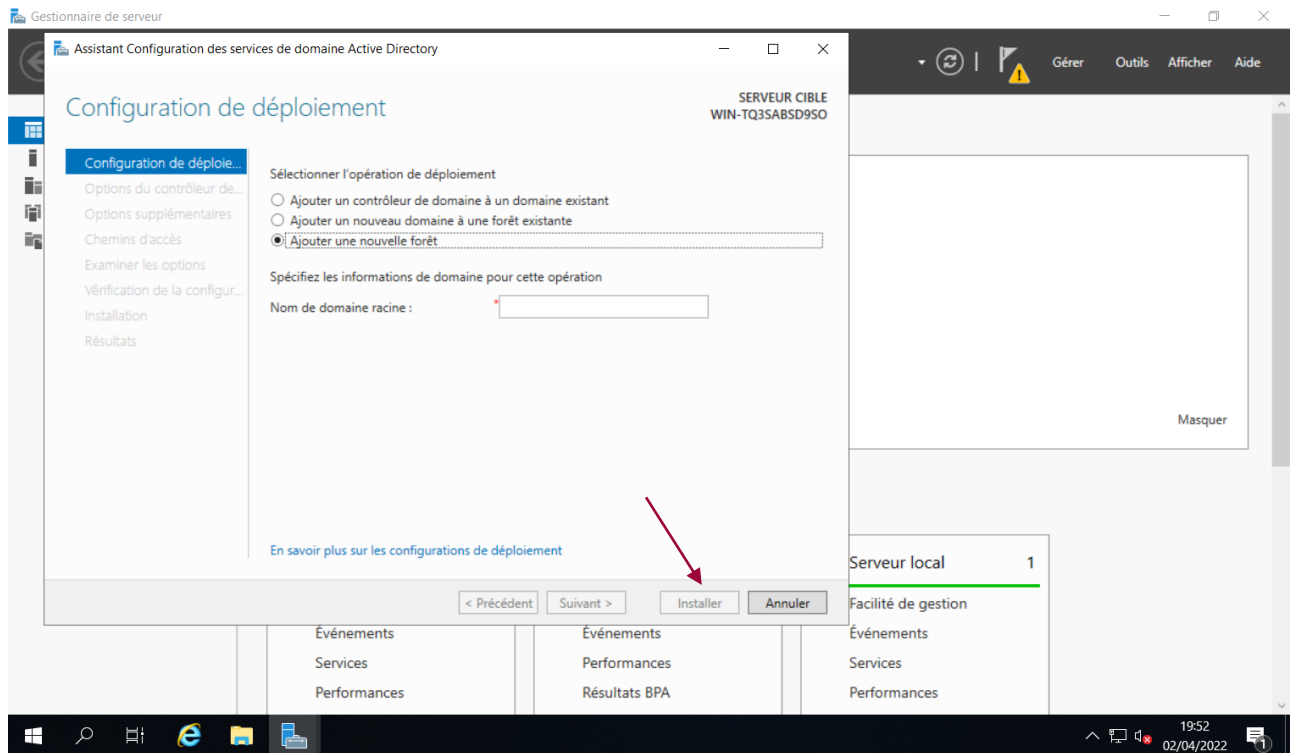 Gestionnaire de serveur
Assistant Configuration des services de domaine Active Directory
Gérer Outils Afficher Aide
Configuration de déploiement
SERVEUR CIBLE
WIN-TQ3SABSD9SO
Configuration de déploie...
Options du contrôleur de...
Options supplémentaires
Chemins d'accès
Examiner les options
Vérification de la configur...
Installation
Résultats
Sélectionner l'opération de déploiement
Ajouter un contrôleur de domaine à un domaine existant
Ajouter un nouveau domaine à une forêt existante
Ajouter une nouvelle forêt
Spécifiez les informations de domaine pour cette opération
Nom de domaine racine :
*
En savoir plus sur les configurations de déploiement
< Précédent
Suivant >
Installer
Annuler
Masquer
Serveur local 1
Facilité de gestion
Événements
Services
Performances
Événements
Performances
Résultats BPA
Événements
Services
Performances
19:52
02/04/2022
1